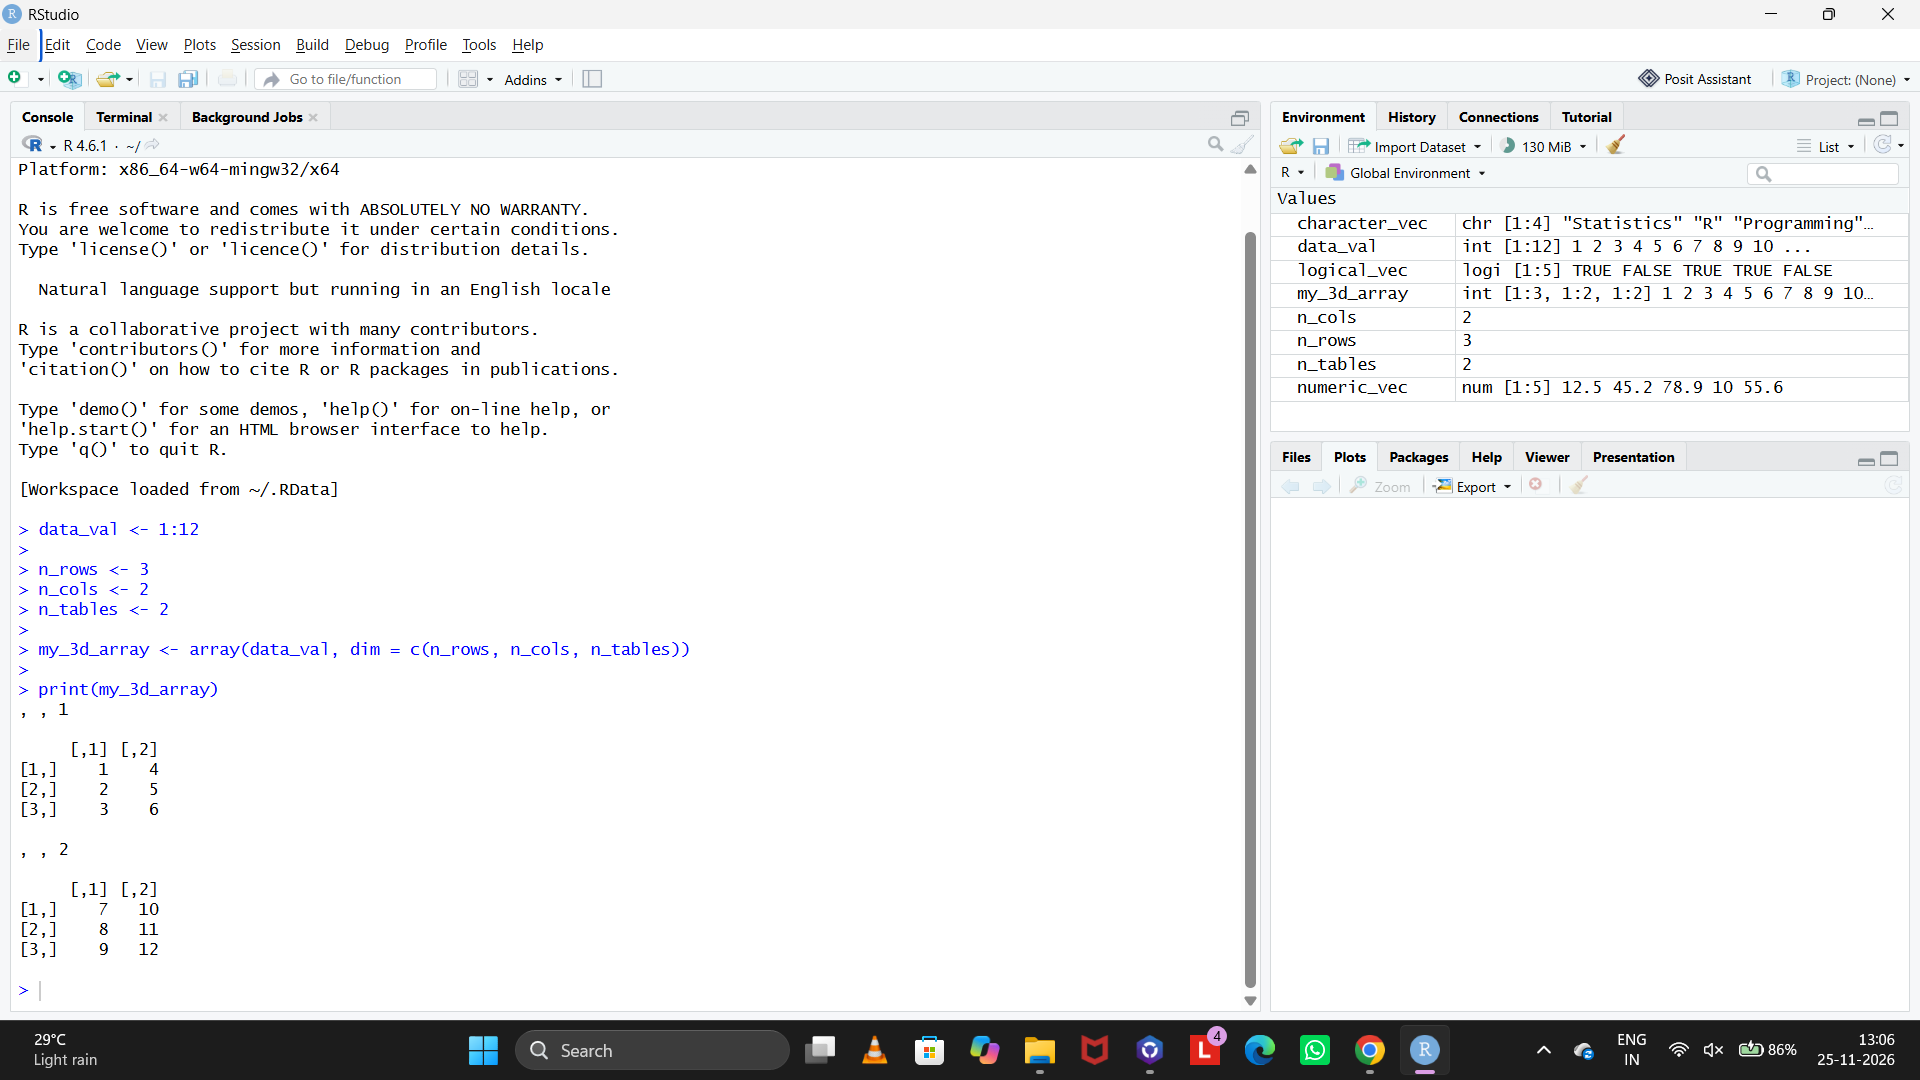 RStudio
File Edit Code View Plots Session Build Debug Profile Tools Help
Go to file/function Addins Posit Assistant Project: (None)
Console Terminal Background Jobs
R 4.6.1 · ~/
Platform: x86_64-w64-mingw32/x64
R is free software and comes with ABSOLUTELY NO WARRANTY.
You are welcome to redistribute it under certain conditions.
Type 'license()' or 'licence()' for distribution details.
Natural language support but running in an English locale
R is a collaborative project with many contributors.
Type 'contributors()' for more information and
'citation()' on how to cite R or R packages in publications.
Type 'demo()' for some demos, 'help()' for on-line help, or
'help.start()' for an HTML browser interface to help.
Type 'q()' to quit R.
[Workspace loaded from ~/.RData]
> data_val <- 1:12
>
> n_rows <- 3
> n_cols <- 2
> n_tables <- 2
>
> my_3d_array <- array(data_val, dim = c(n_rows, n_cols, n_tables))
>
> print(my_3d_array)
, , 1
[,1] [,2]
[1,] 1 4
[2,] 2 5
[3,] 3 6
, , 2
[,1] [,2]
[1,] 7 10
[2,] 8 11
[3,] 9 12
>
Environment History Connections Tutorial
Import Dataset 130 MiB List
R Global Environment
Values
character_vec chr [1:4] "Statistics" "R" "Programming"…
data_val int [1:12] 1 2 3 4 5 6 7 8 9 10 ...
logical_vec logi [1:5] TRUE FALSE TRUE TRUE FALSE
my_3d_array int [1:3, 1:2, 1:2] 1 2 3 4 5 6 7 8 9 10…
n_cols 2
n_rows 3
n_tables 2
numeric_vec num [1:5] 12.5 45.2 78.9 10 55.6
Files Plots Packages Help Viewer Presentation
Zoom Export
29°C
Light rain
Search
4
L
R
ENG
IN
86%
13:06
25-11-2026